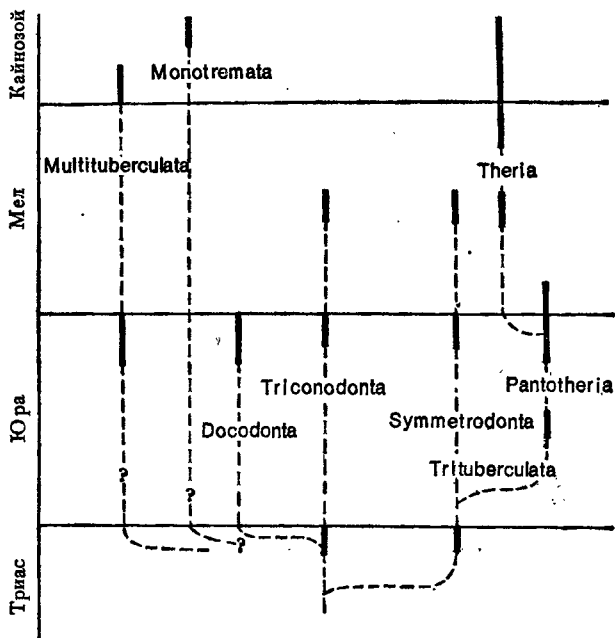 Кайнозой
Monotremata
Мел
Multituberculata
Theria
Юра
Triconodonta
Pantotheria
Docodonta
Symmetrodonta
Trituberculata
?
?
?
Триас